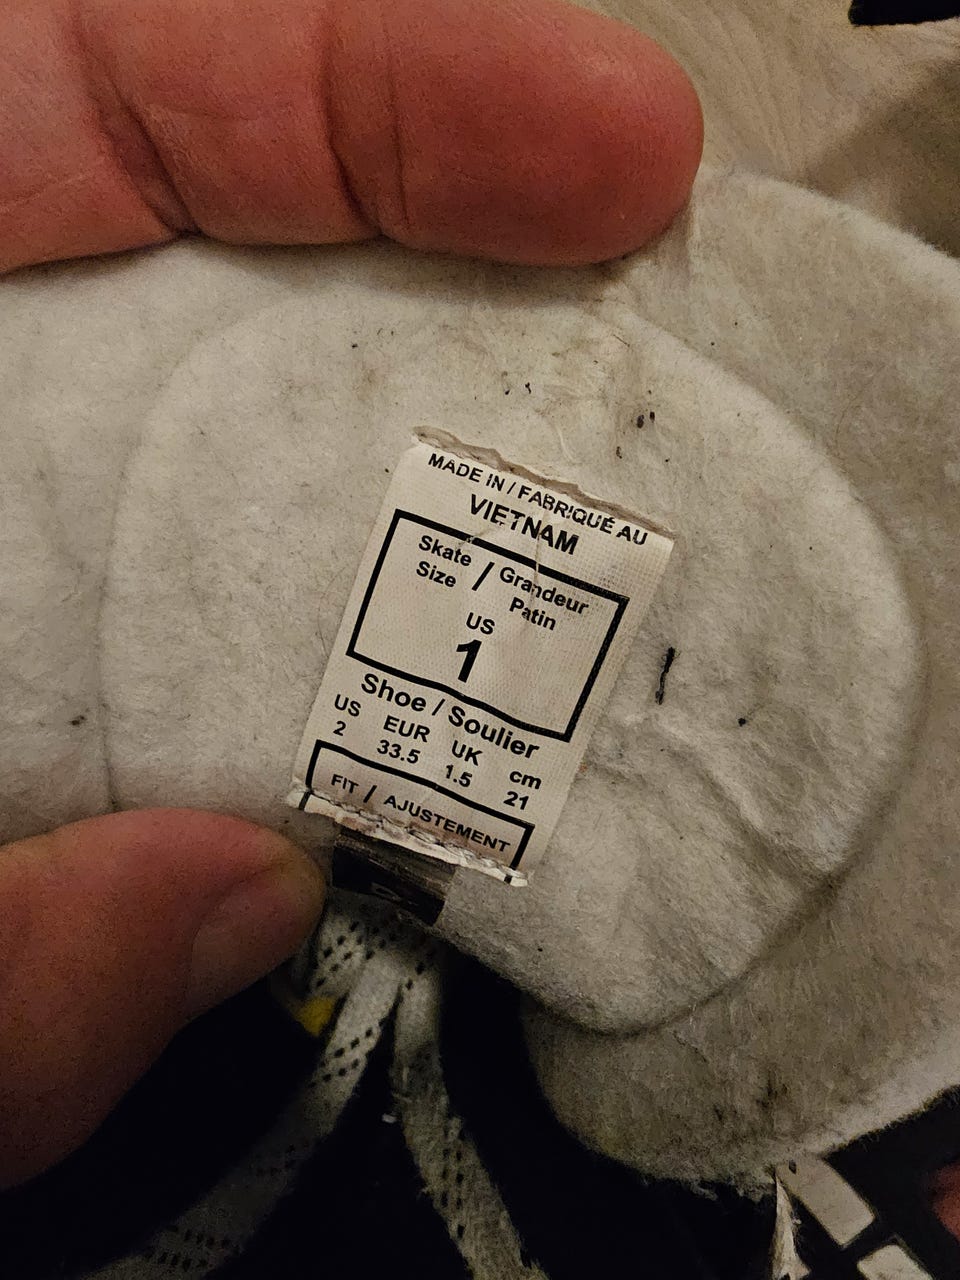 MADE IN / FABRIQUÉ AU
VIETNAM
Skate / Grandeur
Size Patin
US
1
Shoe / Soulier
US EUR UK cm
2 33.5 1.5 21
FIT / AJUSTEMENT